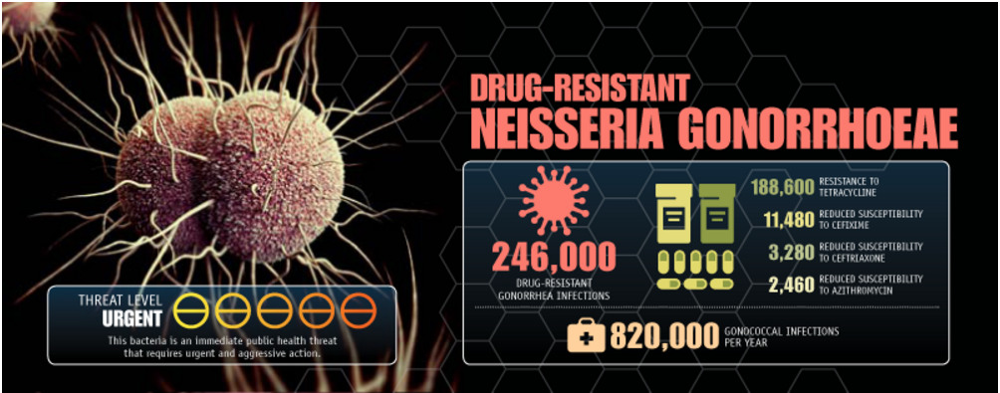 DRUG-RESISTANT
NEISSERIA GONORRHOEAE
246,000
DRUG-RESISTANT
GONORRHEA INFECTIONS
188,600 RESISTANCE TO
TETRACYCLINE
11,480 REDUCED SUSCEPTIBILITY
TO CEFIXIME
3,280 REDUCED SUSCEPTIBILITY
TO CEFTRIAXONE
2,460 REDUCED SUSCEPTIBILITY
TO AZITHROMYCIN
820,000 GONOCOCCAL INFECTIONS
PER YEAR
THREAT LEVEL
URGENT
This bacteria is an immediate public health threat
that requires urgent and aggressive action.